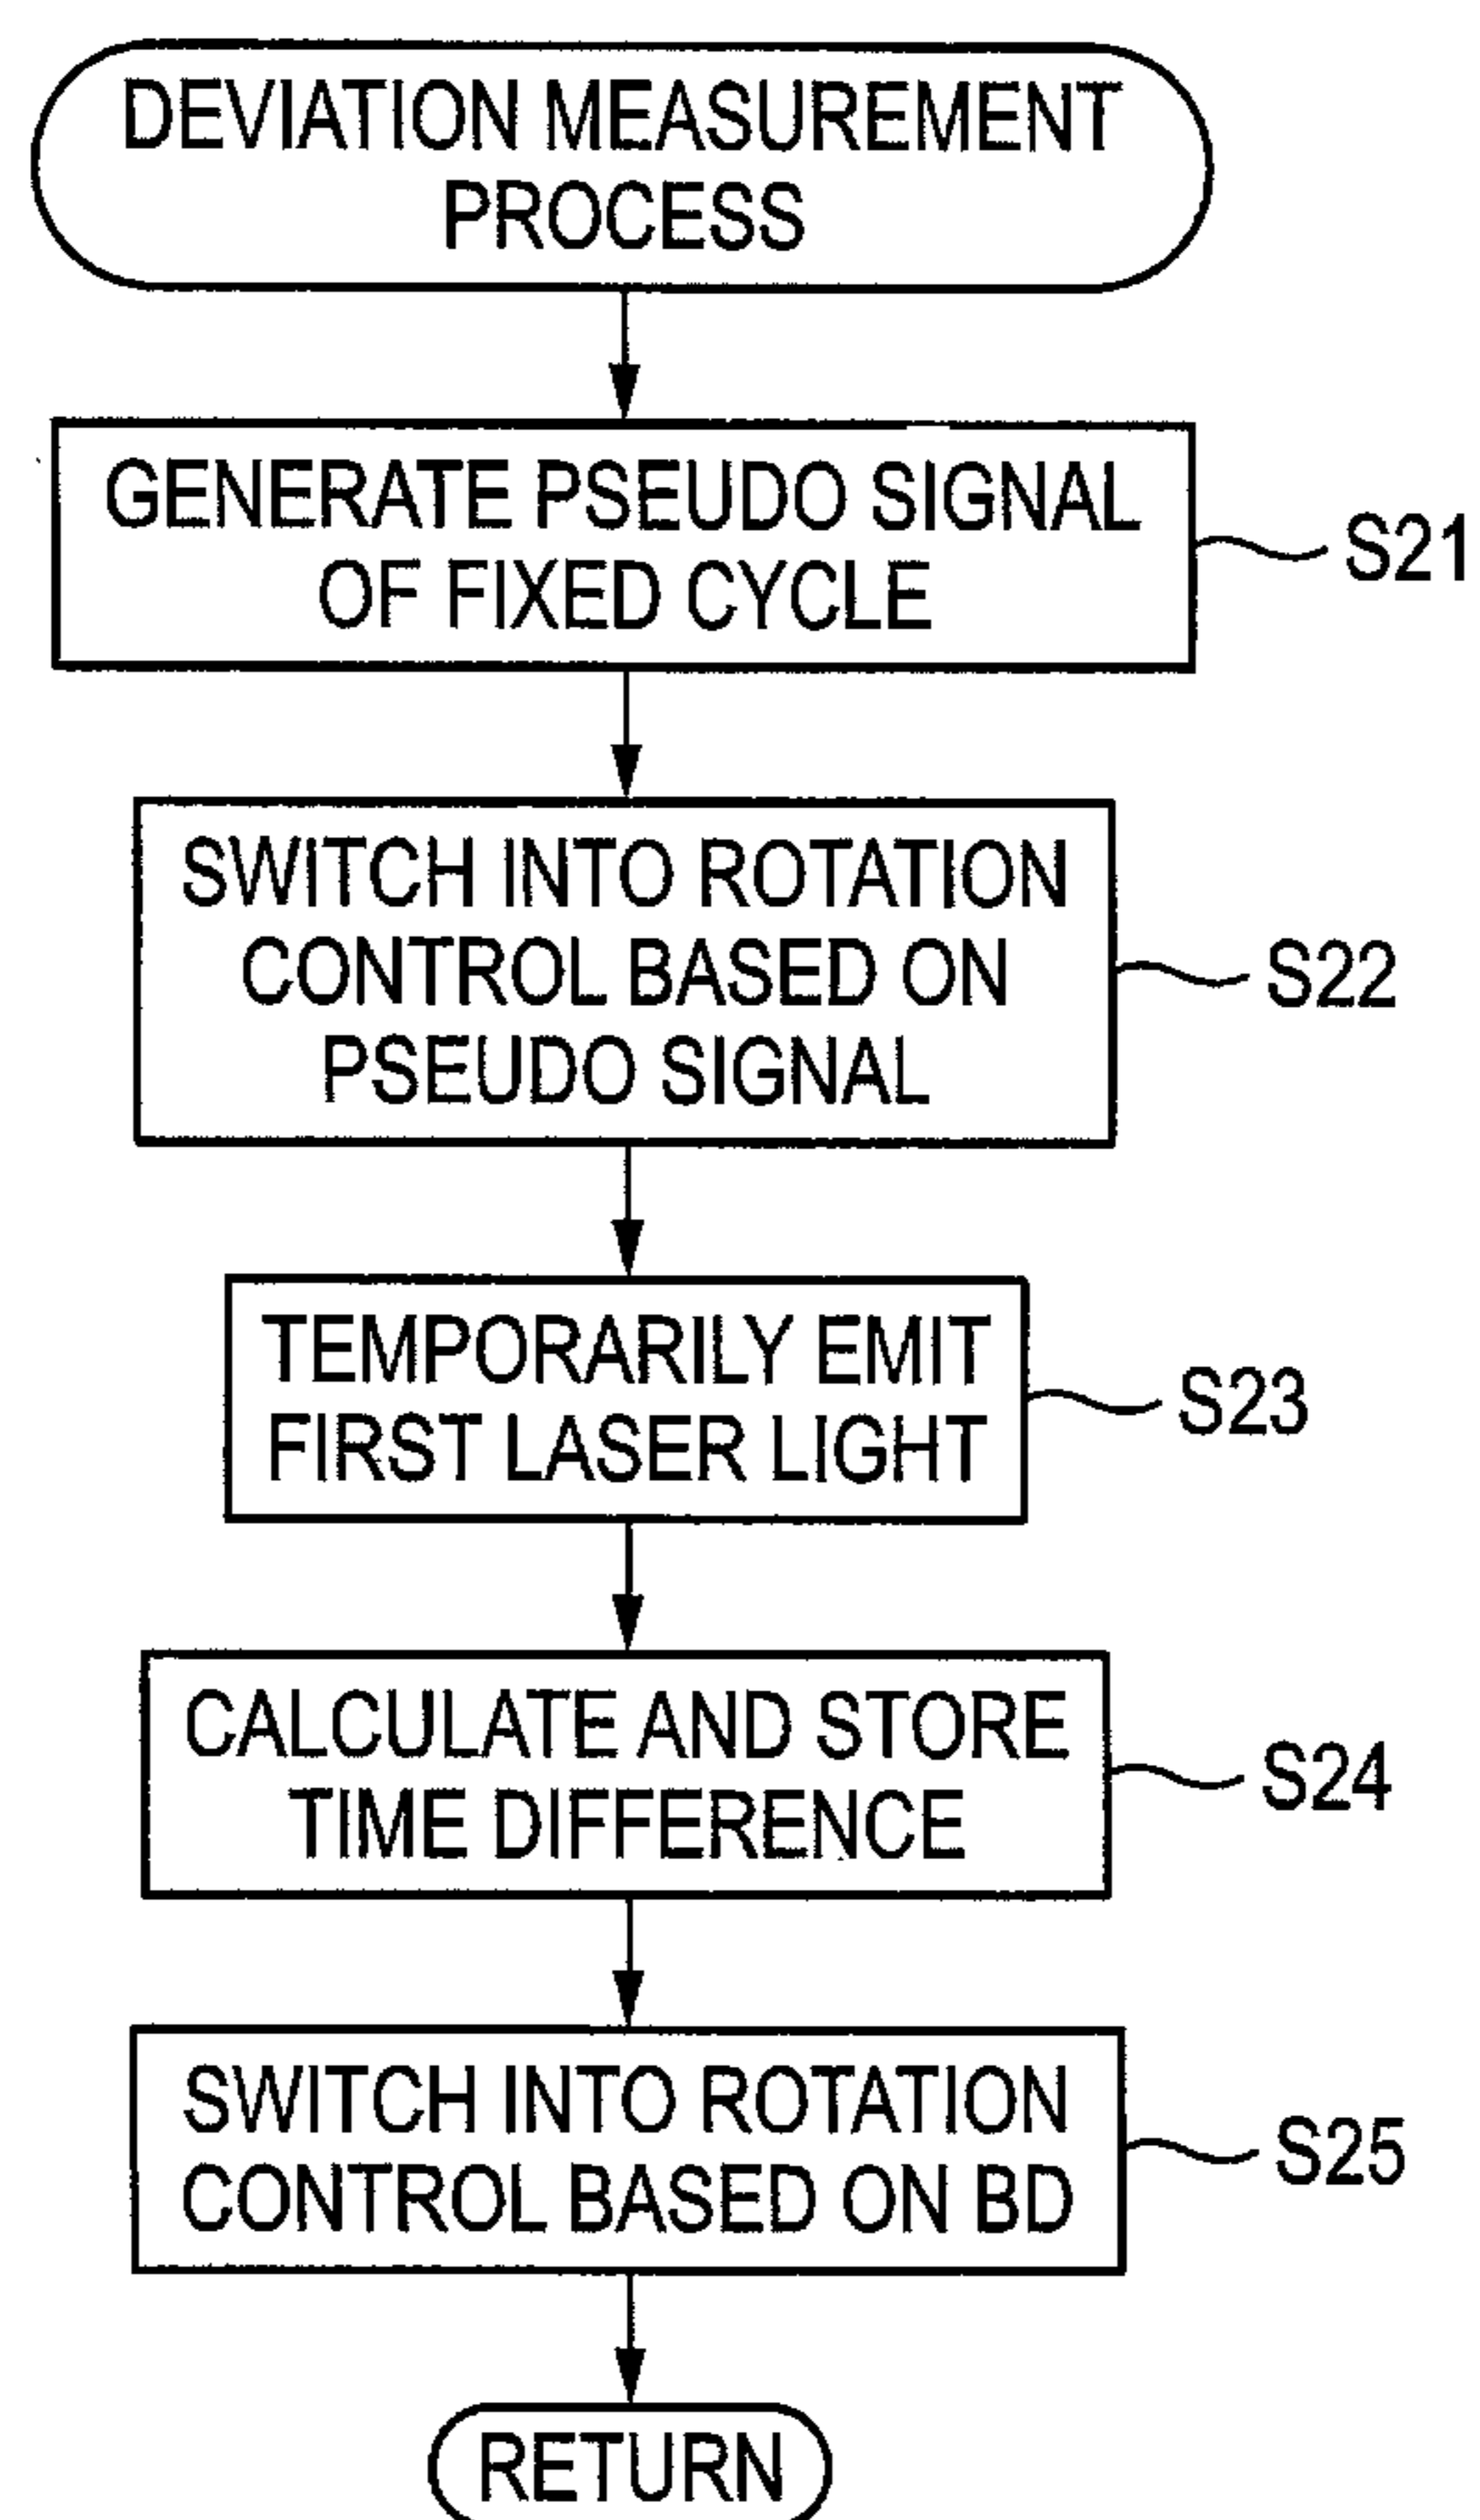 DEVIATION MEASUREMENT
PROCESS
GENERATE PSEUDO SIGNAL
OF FIXED CYCLE
S21
SWITCH INTO ROTATION
CONTROL BASED ON
PSEUDO SIGNAL
S22
TEMPORARILY EMIT
FIRST LASER LIGHT
S23
CALCULATE AND STORE
TIME DIFFERENCE
S24
SWITCH INTO ROTATION
CONTROL BASED ON BD
S25
RETURN